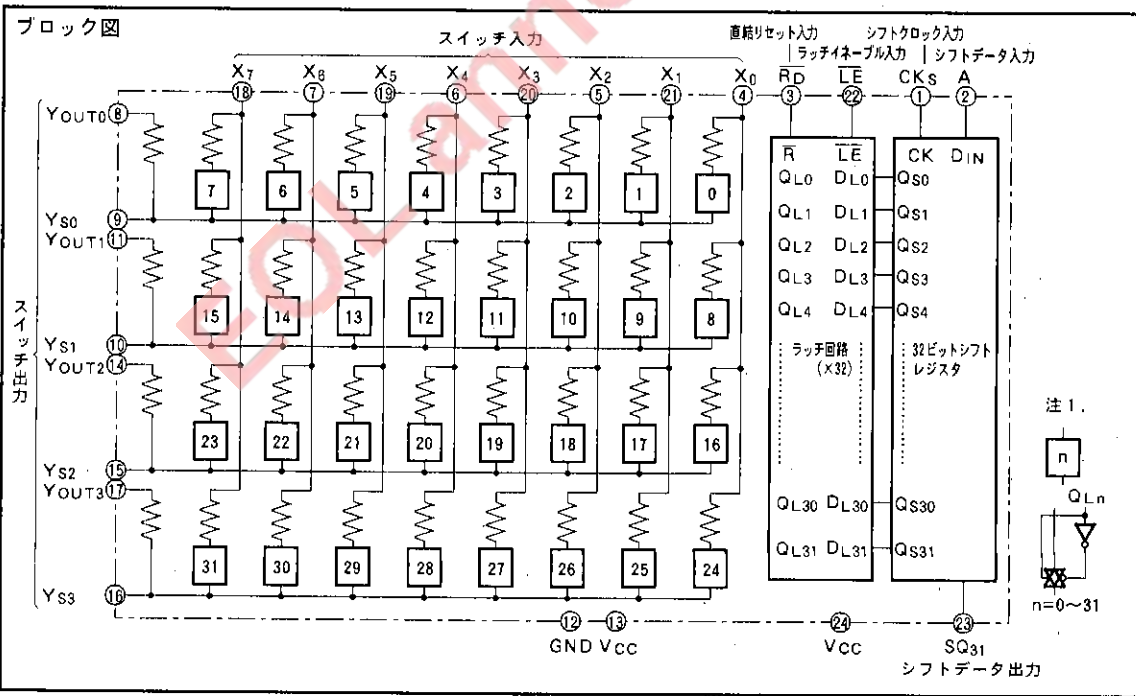 ブロック図
スイッチ入力
直結リセット入力 シフトクロック入力
ラッチイネーブル入力 シフトデータ入力
X7 X6 X5 X4 X3 X2 X1 X0 RD LE CKS A
18 7 19 6 20 5 21 4 3 22 1 2
スイッチ出力
YOUT0 8
7 6 5 4 3 2 1 0
YS0 9
YOUT1 11
15 14 13 12 11 10 9 8
YS1 10
YOUT2 14
23 22 21 20 19 18 17 16
YS2 15
YOUT3 17
31 30 29 28 27 26 25 24
YS3 16
R LE CK DIN
QL0 DL0 QS0
QL1 DL1 QS1
QL2 DL2 QS2
QL3 DL3 QS3
QL4 DL4 QS4
ラッチ回路 32ビットシフト
(×32) レジスタ
QL30 DL30 QS30
QL31 DL31 QS31
12 13 24 23
GND VCC VCC SQ31
シフトデータ出力
注1.
n
QLn
n=0~31